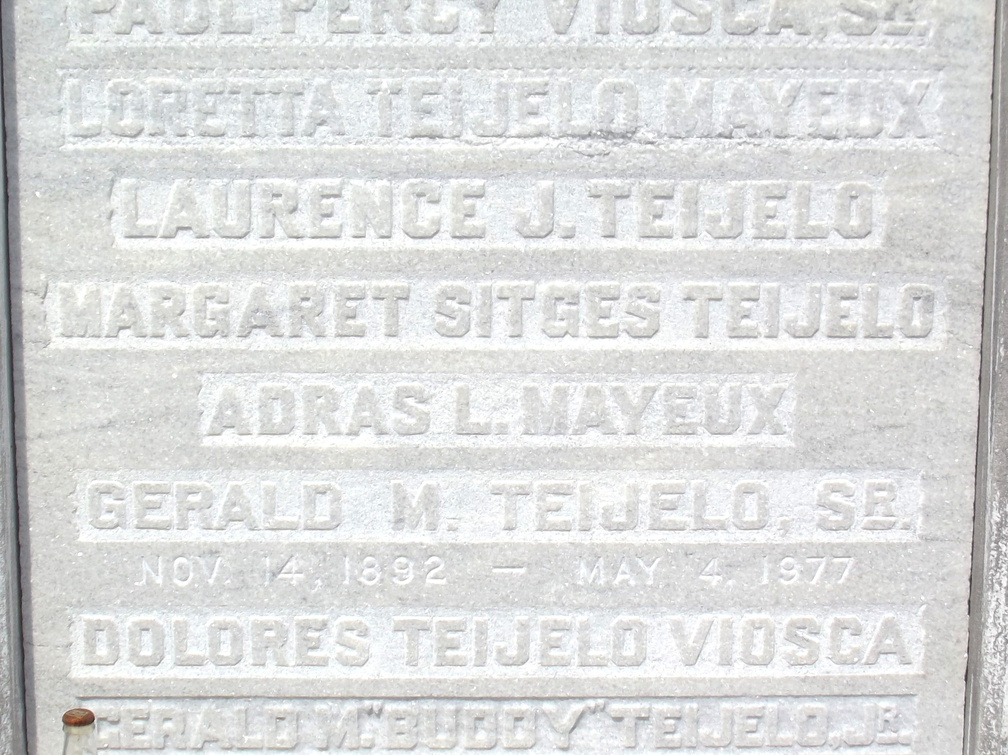 PAUL PERCY VIOSCA, SR.
LORETTA TEIJELO MAYEUX
LAURENCE J. TEIJELO
MARGARET SITGES TEIJELO
ADRAS L. MAYEUX
GERALD M. TEIJELO, SR.
NOV. 14, 1892 — MAY 4, 1977
DOLORES TEIJELO VIOSCA
GERALD M. "BUDDY" TEIJELO, JR.